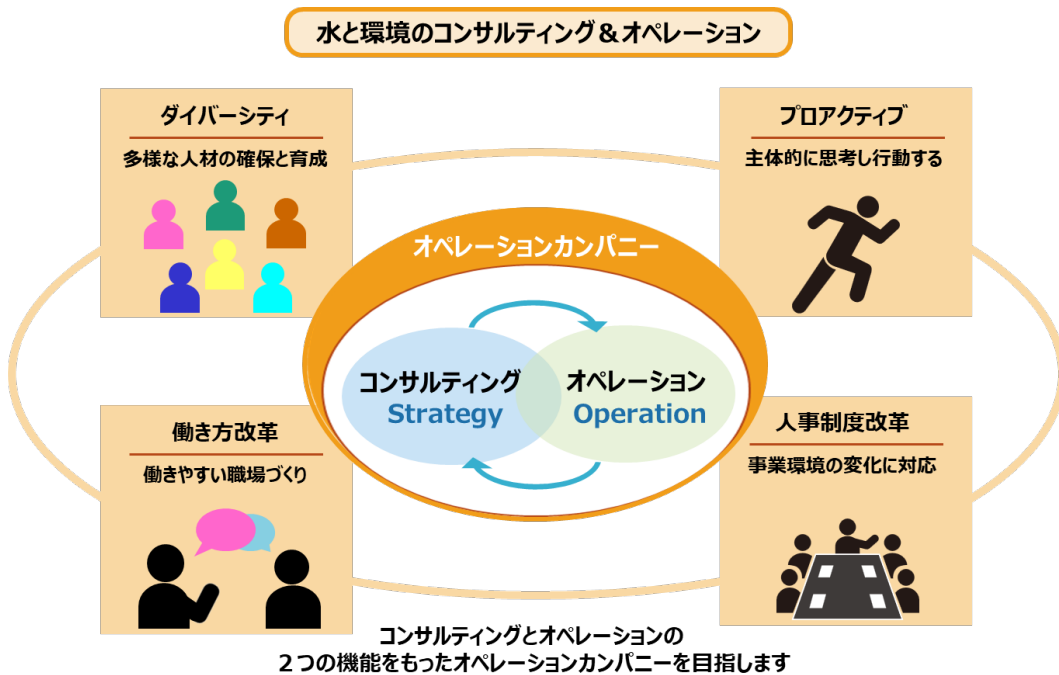 水と環境のコンサルティング&オペレーション
ダイバーシティ
多様な人材の確保と育成
プロアクティブ
主体的に思考し行動する
オペレーションカンパニー
コンサルティング
Strategy
オペレーション
Operation
働き方改革
働きやすい職場づくり
人事制度改革
事業環境の変化に対応
コンサルティングとオペレーションの
2つの機能をもったオペレーションカンパニーを目指します